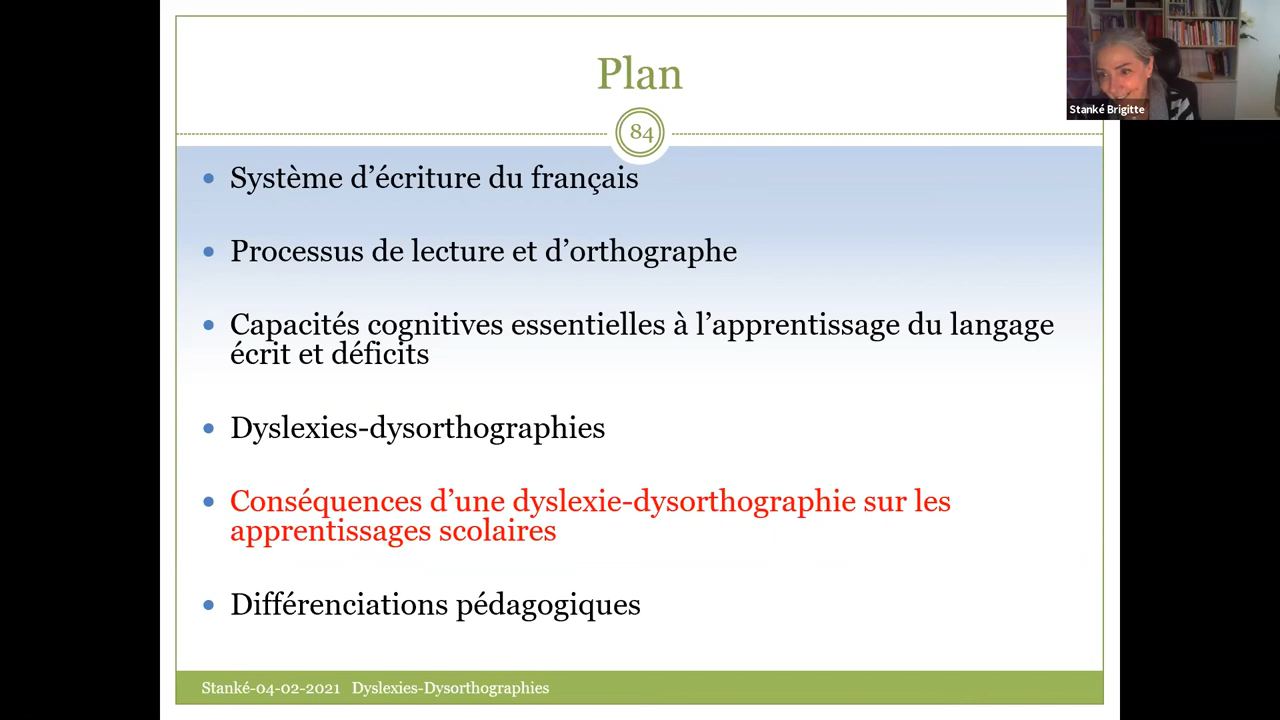 Plan
84
Stanké Brigitte
• Système d’écriture du français
• Processus de lecture et d’orthographe
• Capacités cognitives essentielles à l’apprentissage du langage
écrit et déficits
• Dyslexies-dysorthographies
• Conséquences d’une dyslexie-dysorthographie sur les
apprentissages scolaires
• Différenciations pédagogiques
Stanké-04-02-2021 Dyslexies-Dysorthographies